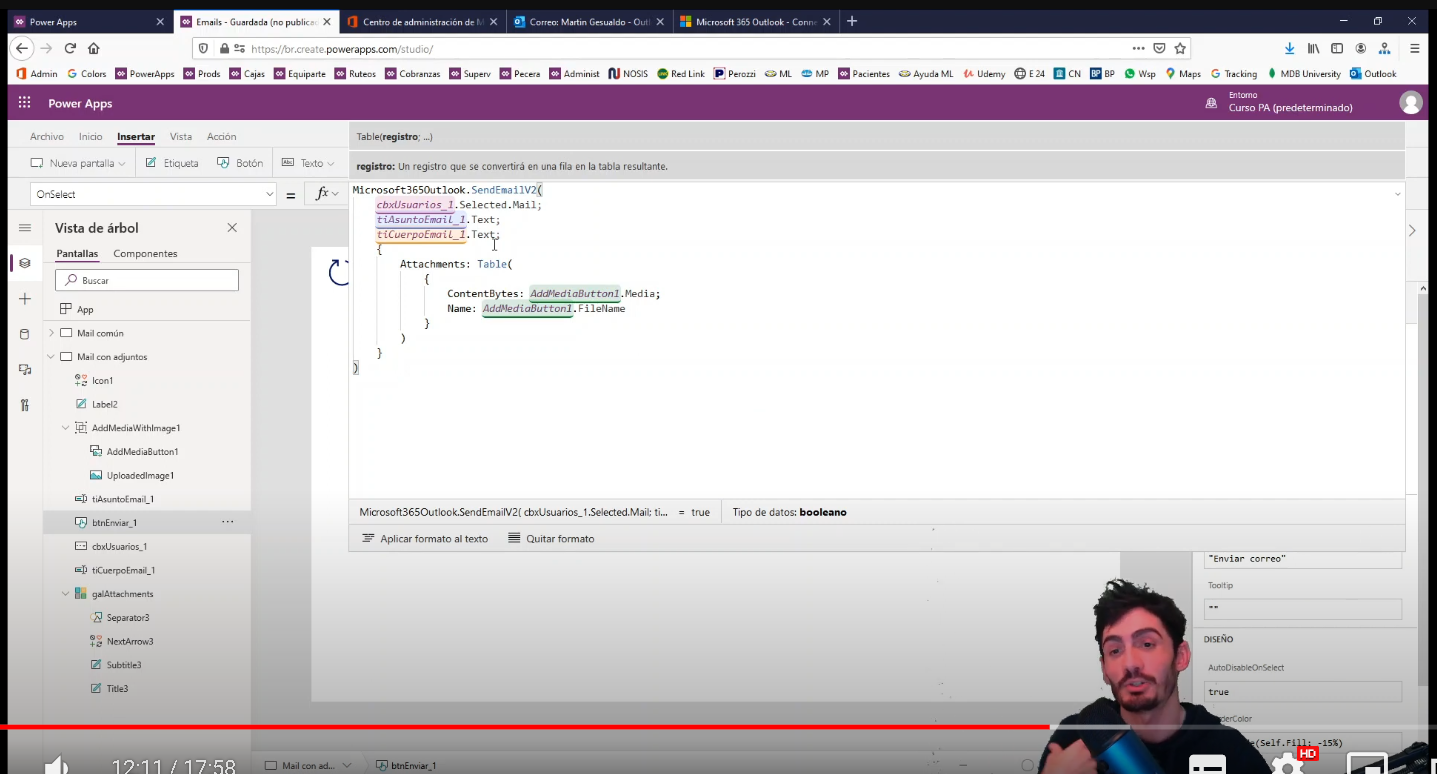 Power Apps
Emails - Guardada (no publicad
Centro de administración de M
Correo: Martin Gesualdo - Outl
Microsoft 365 Outlook - Conne
https://br.create.powerapps.com/studio/
Admin Colors PowerApps Prods Cajas Equiparte Ruteos Cobranzas Superv Pecera Administ NOSIS Red Link Perozzi ML MP Pacientes Ayuda ML Udemy E 24 CN BP BP Wsp Maps Tracking MDB University Outlook
Power Apps
Entorno
Curso PA (predeterminado)
Archivo Inicio Insertar Vista Acción
Table(registro; ...)
Nueva pantalla Etiqueta Botón Abc Texto
registro: Un registro que se convertirá en una fila en la tabla resultante.
OnSelect = fx
Microsoft365Outlook.SendEmailV2(
cbxUsuarios_1.Selected.Mail;
tiAsuntoEmail_1.Text;
tiCuerpoEmail_1.Text;
{
Attachments: Table(
{
ContentBytes: AddMediaButton1.Media;
Name: AddMediaButton1.FileName
}
)
}
)
Vista de árbol
Pantallas Componentes
Buscar
App
Mail común
Mail con adjuntos
Icon1
Label2
AddMediaWithImage1
AddMediaButton1
UploadedImage1
tiAsuntoEmail_1
btnEnviar_1 ...
cbxUsuarios_1
tiCuerpoEmail_1
galAttachments
Separator3
NextArrow3
Subtitle3
Title3
Microsoft365Outlook.SendEmailV2( cbxUsuarios_1.Selected.Mail; ti... = true Tipo de datos: booleano
Aplicar formato al texto Quitar formato
"Enviar correo"
Tooltip
""
DISEÑO
AutoDisableOnSelect
true
(Self.Fill; -15%)
HD
12:11 / 17:58
Mail con ad... btnEnviar_1